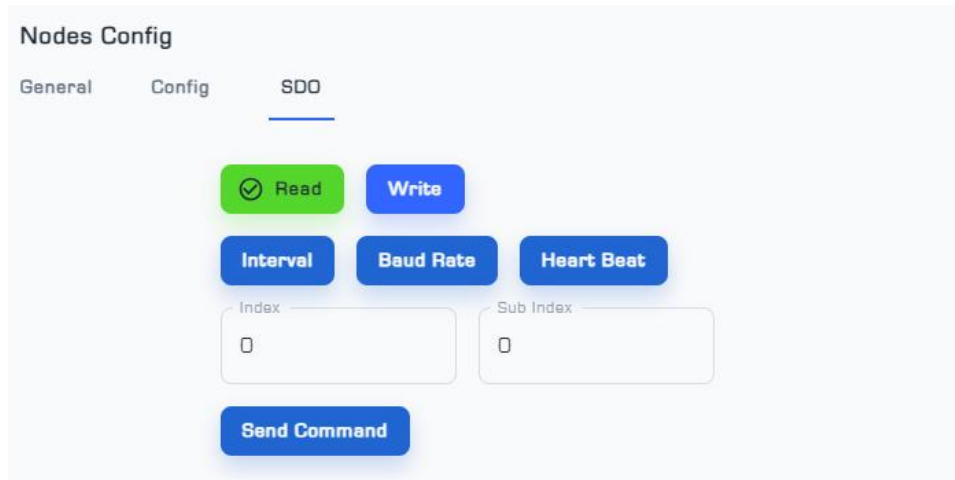 Nodes Config
General Config SDO
Read Write
Interval Baud Rate Heart Beat
Index Sub Index
0 0
Send Command